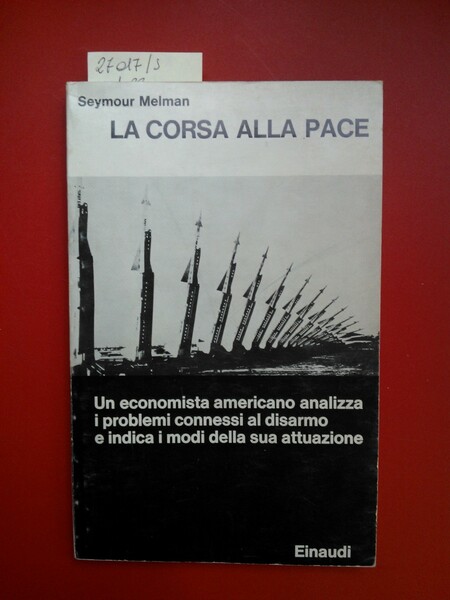 27017/S
Seymour Melman
LA CORSA ALLA PACE
Un economista americano analizza
i problemi connessi al disarmo
e indica i modi della sua attuazione
Einaudi